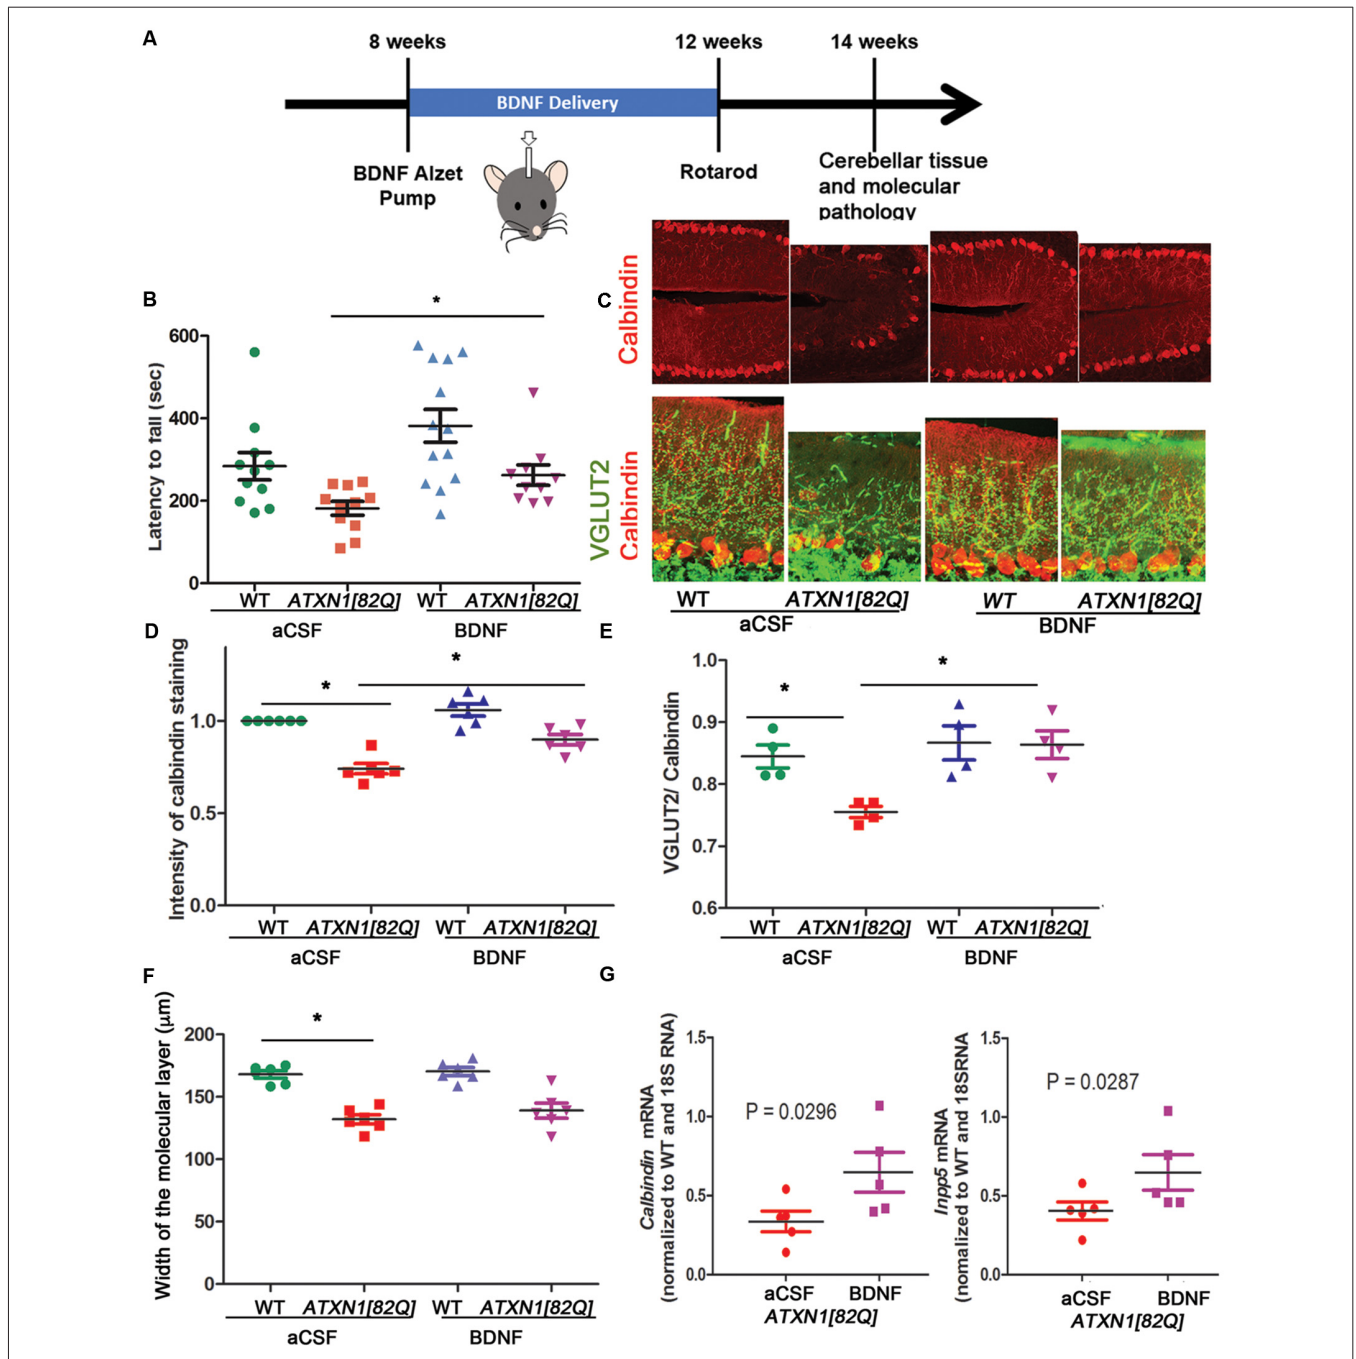 A
8 weeks
12 weeks
14 weeks
BDNF Delivery
BDNF Alzet
Pump
Rotarod
Cerebellar tissue
and molecular
pathology
B
*
Latency to fall (sec)
600
400
200
0
WT
ATXN1[82Q]
WT
ATXN1[82Q]
aCSF
BDNF
C
Calbindin
VGLUT2
Calbindin
WT
ATXN1[82Q]
WT
ATXN1[82Q]
aCSF
BDNF
D
*
*
Intensity of calbindin staining
1.0
0.5
0.0
WT
ATXN1[82Q]
WT
ATXN1[82Q]
aCSF
BDNF
E
*
*
VGLUT2/ Calbindin
1.0
0.9
0.8
0.7
0.6
WT
ATXN1[82Q]
WT
ATXN1[82Q]
aCSF
BDNF
F
*
Width of the molecular layer (μm)
200
150
100
50
0
WT
ATXN1[82Q]
WT
ATXN1[82Q]
aCSF
BDNF
G
Calbindin mRNA
(normalized to WT and 18S RNA)
1.5
1.0
0.5
0.0
P = 0.0296
aCSF
BDNF
ATXN1[82Q]
Inpp5 mRNA
(nomalized to WT and 18SRNA)
1.5
1.0
0.5
0.0
P = 0.0287
aCSF
BDNF
ATXN1[82Q]